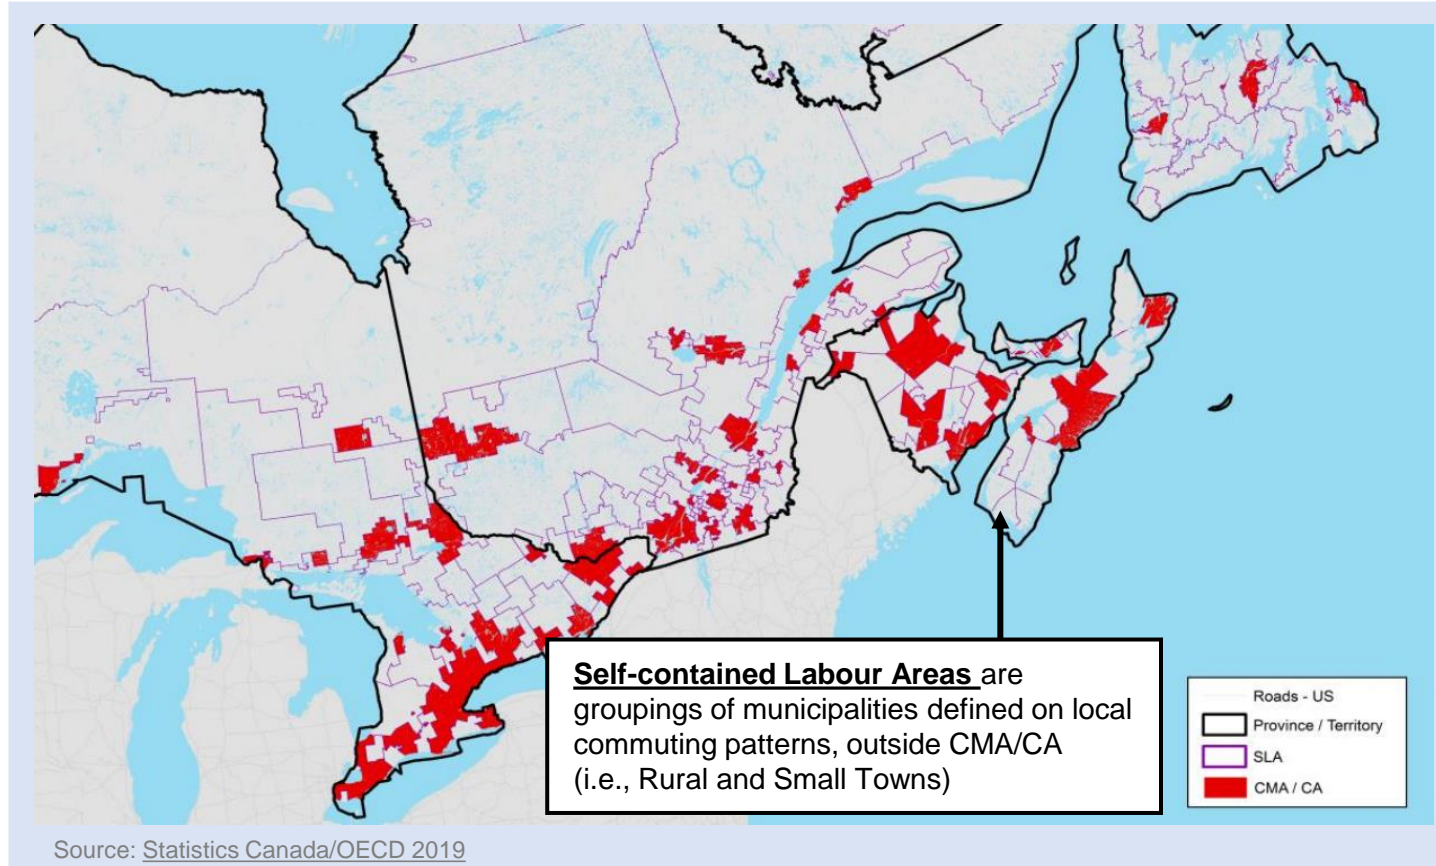 Self-contained Labour Areas are
groupings of municipalities defined on local
commuting patterns, outside CMA/CA
(i.e., Rural and Small Towns)
Roads - US
Province / Territory
SLA
CMA / CA
Source: Statistics Canada/OECD 2019